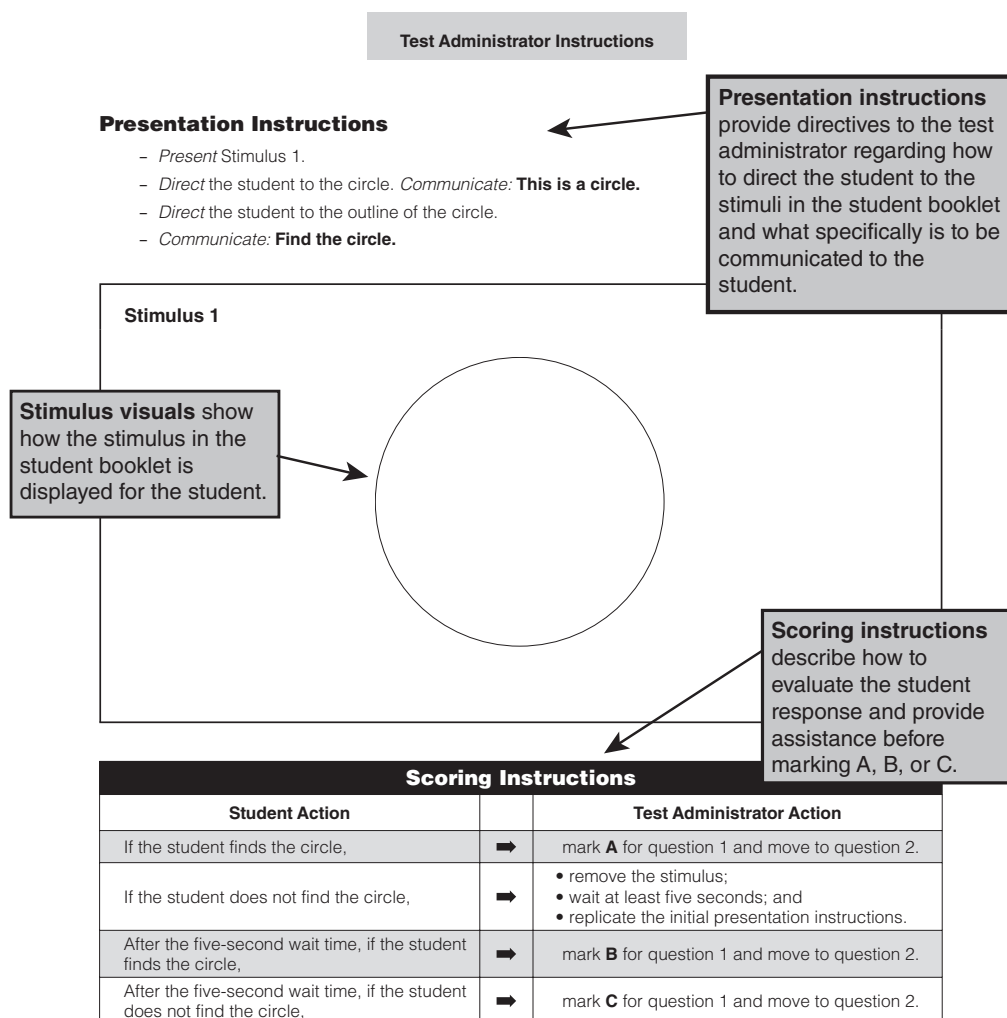 Test Administrator Instructions
Presentation instructions
provide directives to the test
administrator regarding how
to direct the student to the
stimuli in the student booklet
and what specifically is to be
communicated to the
student.
Presentation Instructions
– Present Stimulus 1.
– Direct the student to the circle. Communicate: This is a circle.
– Direct the student to the outline of the circle.
– Communicate: Find the circle.
Stimulus 1
Stimulus visuals show
how the stimulus in the
student booklet is
displayed for the student.
Scoring instructions
describe how to
evaluate the student
response and provide
assistance before
marking A, B, or C.
Scoring Instructions
Student Action
Test Administrator Action
If the student finds the circle,
➡ mark A for question 1 and move to question 2.
If the student does not find the circle,
➡ • remove the stimulus;
• wait at least five seconds; and
• replicate the initial presentation instructions.
After the five-second wait time, if the student
finds the circle,
➡ mark B for question 1 and move to question 2.
After the five-second wait time, if the student
does not find the circle,
➡ mark C for question 1 and move to question 2.